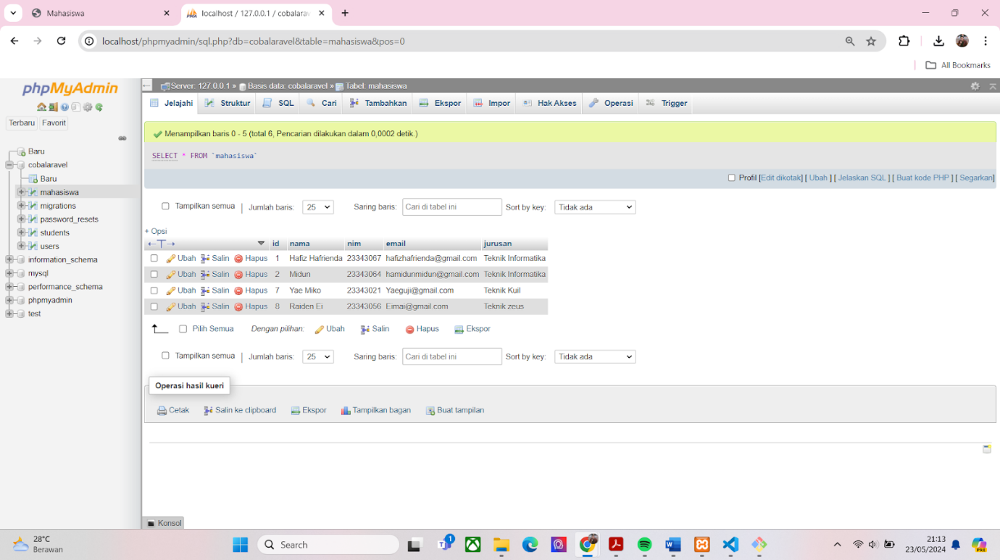 Mahasiswa
localhost / 127.0.0.1 / cobalarav
localhost/phpmyadmin/sql.php?db=cobalaravel&table=mahasiswa&pos=0
All Bookmarks
phpMyAdmin
Terbaru Favorit
Baru
cobalaravel
Baru
mahasiswa
migrations
password_resets
students
users
information_schema
mysql
performance_schema
phpmyadmin
test
Server: 127.0.0.1 » Basis data: cobalaravel » Tabel: mahasiswa
Jelajahi Struktur SQL Cari Tambahkan Ekspor Impor Hak Akses Operasi Trigger
Menampilkan baris 0 - 5 (total 6, Pencarian dilakukan dalam 0,0002 detik.)
SELECT * FROM `mahasiswa`
Profil [Edit dikotak] [ Ubah ] [ Jelaskan SQL ] [ Buat kode PHP ] [ Segarkan]
Tampilkan semua | Jumlah baris: 25 Saring baris: Cari di tabel ini Sort by key: Tidak ada
+ Opsi
←T→ id nama nim email jurusan
Ubah Salin Hapus 1 Hafiz Hafrienda 23343067 hafizhafrienda@gmail.com Teknik Informatika
Ubah Salin Hapus 2 Midun 23343064 hamidunmidun@gmail.com Teknik Informatika
Ubah Salin Hapus 7 Yae Miko 23343021 Yaeguji@gmail.com Teknik Kuil
Ubah Salin Hapus 8 Raiden Ei 23343056 Eimai@gmail.com Teknik zeus
Pilih Semua Dengan pilihan: Ubah Salin Hapus Ekspor
Tampilkan semua | Jumlah baris: 25 Saring baris: Cari di tabel ini Sort by key: Tidak ada
Operasi hasil kueri
Cetak Salin ke clipboard Ekspor Tampilkan bagan Buat tampilan
Konsol
28°C
Berawan
Search
1
21:13
23/05/2024